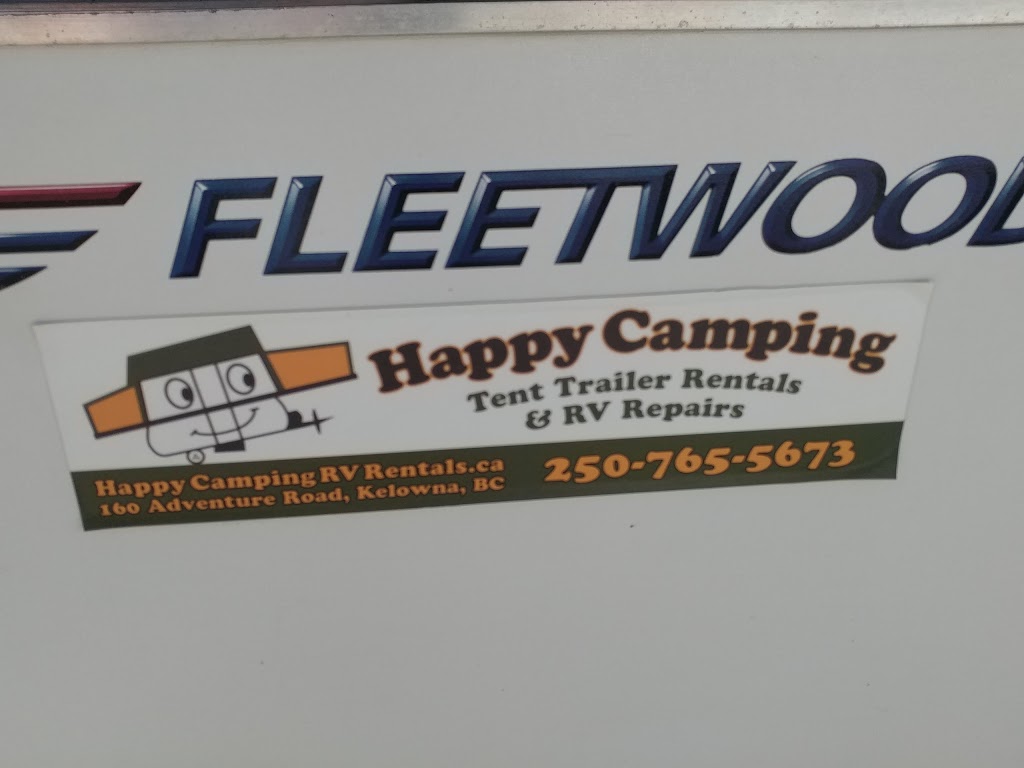 FLEETWOOD
Happy Camping
Tent Trailer Rentals
& RV Repairs
Happy Camping RV Rentals.ca
160 Adventure Road, Kelowna, BC
250-765-5673